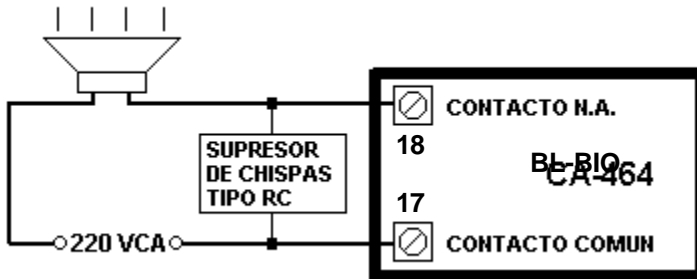 CONTACTO N.A.
18
SUPRESOR
DE CHISPAS
TIPO RC
BL-BIO
CA-464
17
220 VCA
CONTACTO COMUN